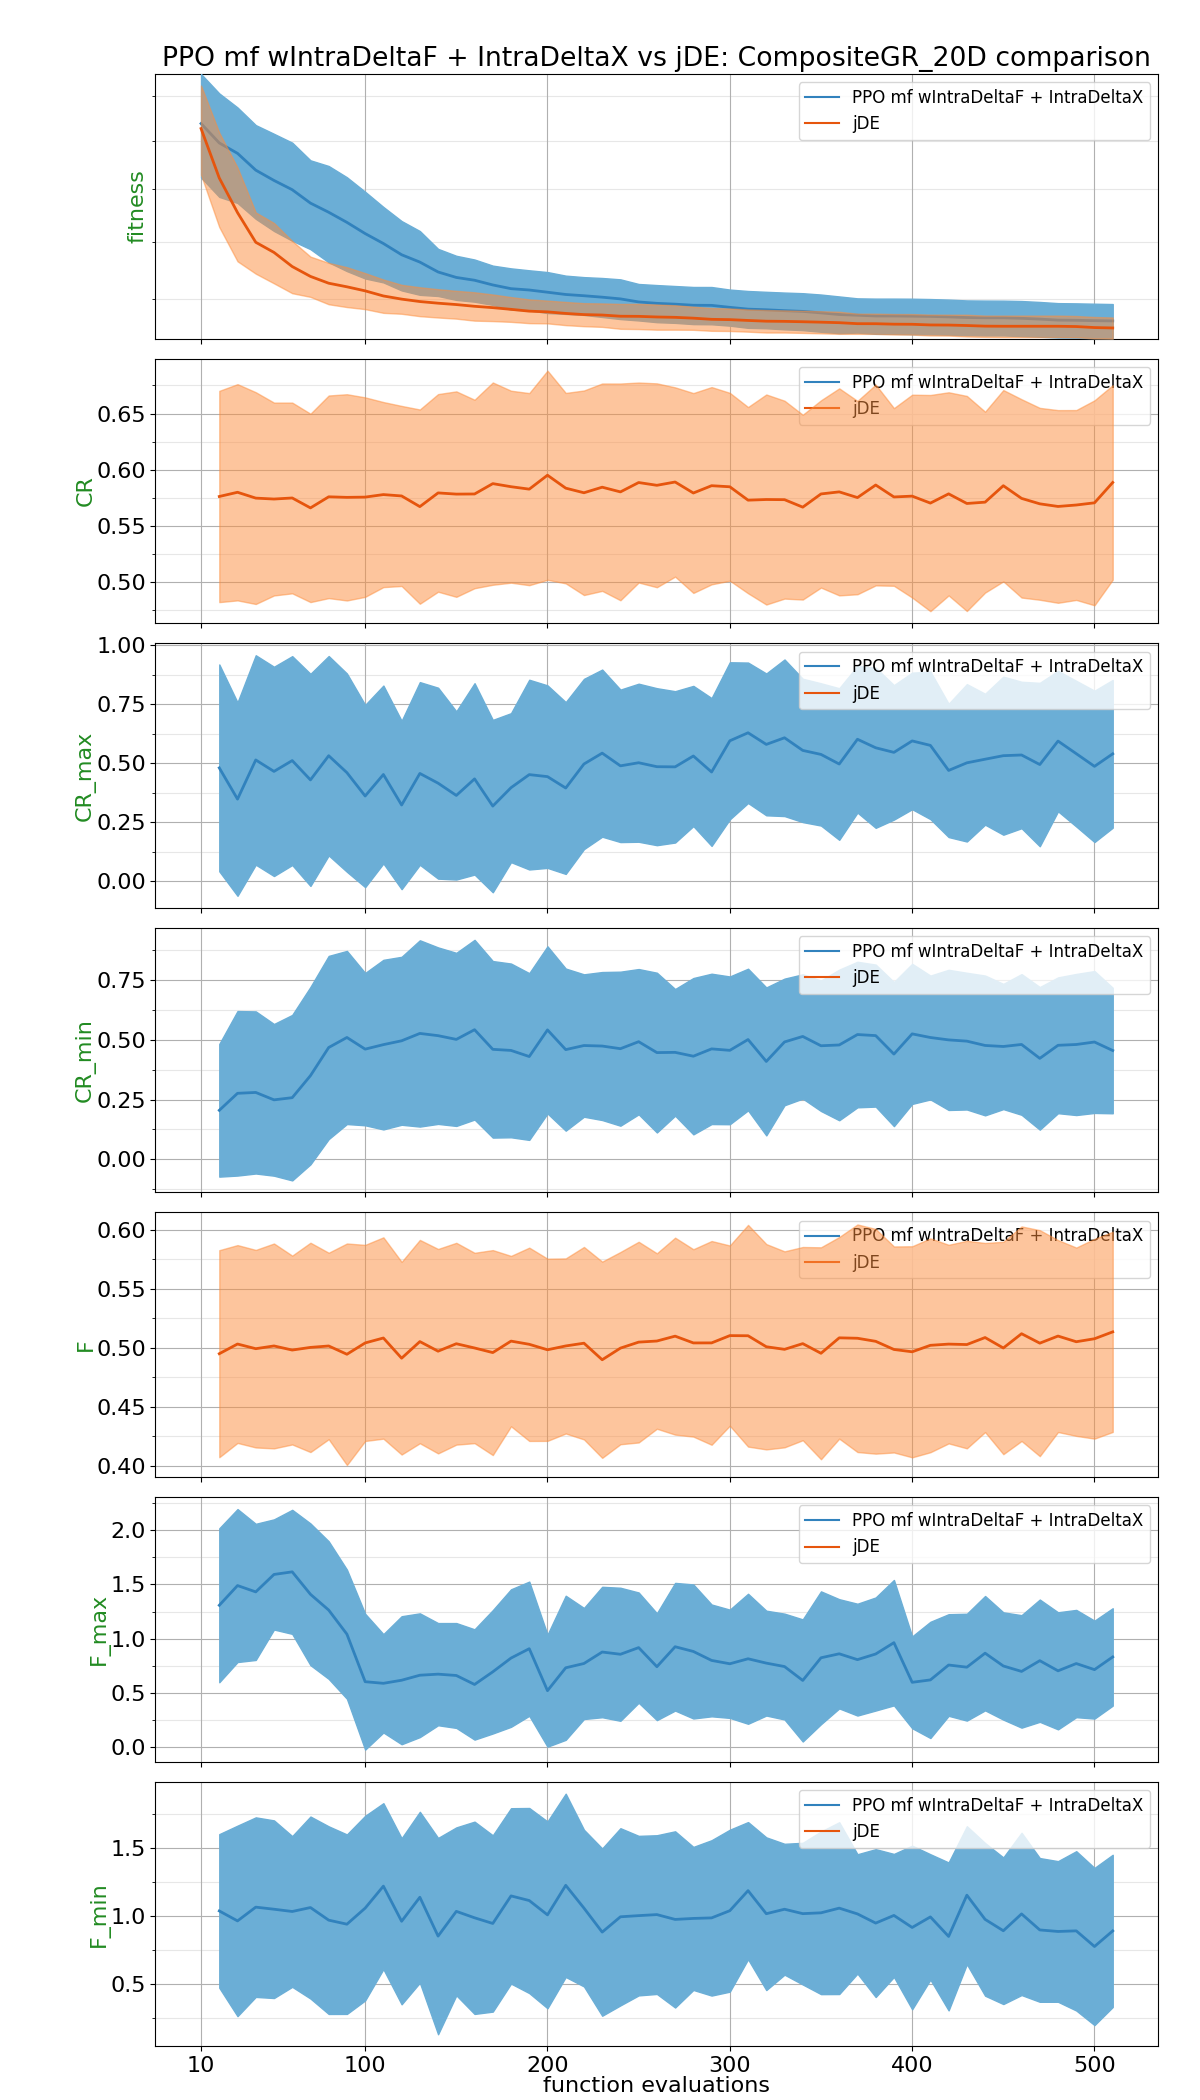 PPO mf wIntraDeltaF + IntraDeltaX vs jDE: CompositeGR_20D comparison
fitness
PPO mf wIntraDeltaF + IntraDeltaX
jDE
CR
0.65
0.60
0.55
0.50
PPO mf wIntraDeltaF + IntraDeltaX
jDE
CR_max
1.00
0.75
0.50
0.25
0.00
PPO mf wIntraDeltaF + IntraDeltaX
jDE
CR_min
0.75
0.50
0.25
0.00
PPO mf wIntraDeltaF + IntraDeltaX
jDE
F
0.60
0.55
0.50
0.45
0.40
PPO mf wIntraDeltaF + IntraDeltaX
jDE
F_max
2.0
1.5
1.0
0.5
0.0
PPO mf wIntraDeltaF + IntraDeltaX
jDE
F_min
1.5
1.0
0.5
PPO mf wIntraDeltaF + IntraDeltaX
jDE
10 100 200 300 400 500
function evaluations